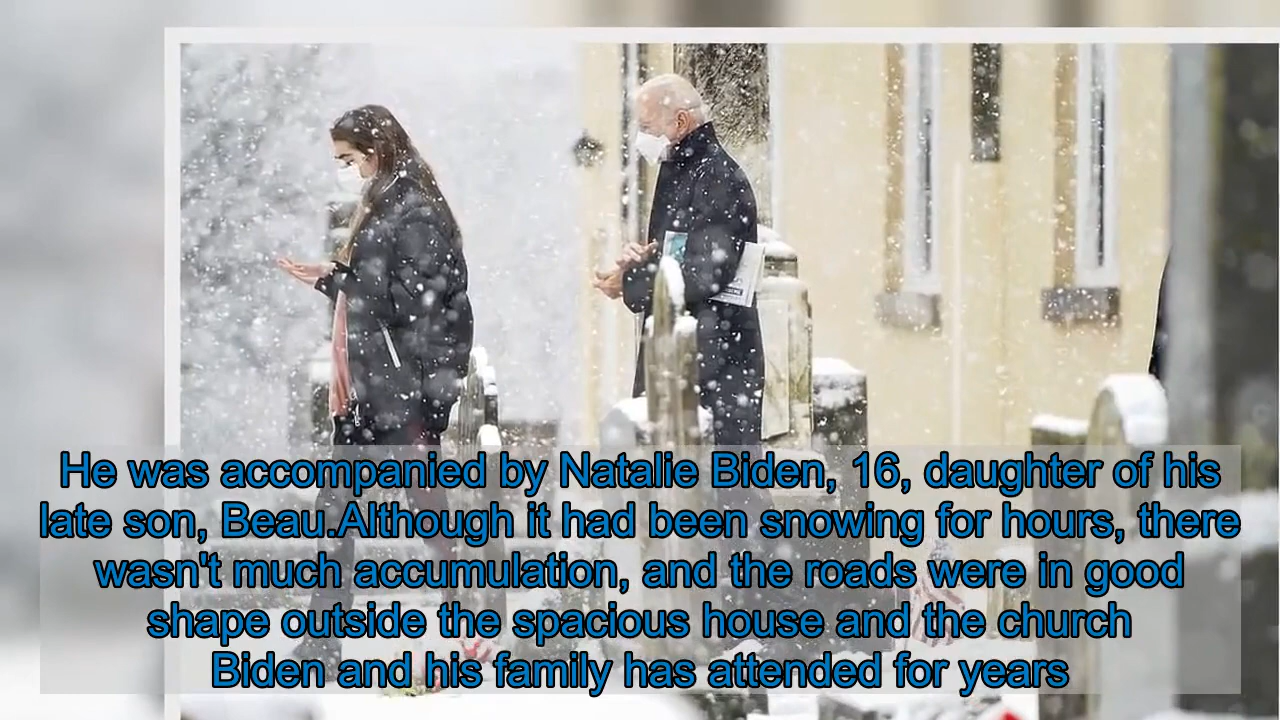 He was accompanied by Natalie Biden, 16, daughter of his
late son, Beau.Although it had been snowing for hours, there
wasn't much accumulation, and the roads were in good
shape outside the spacious house and the church
Biden and his family has attended for years